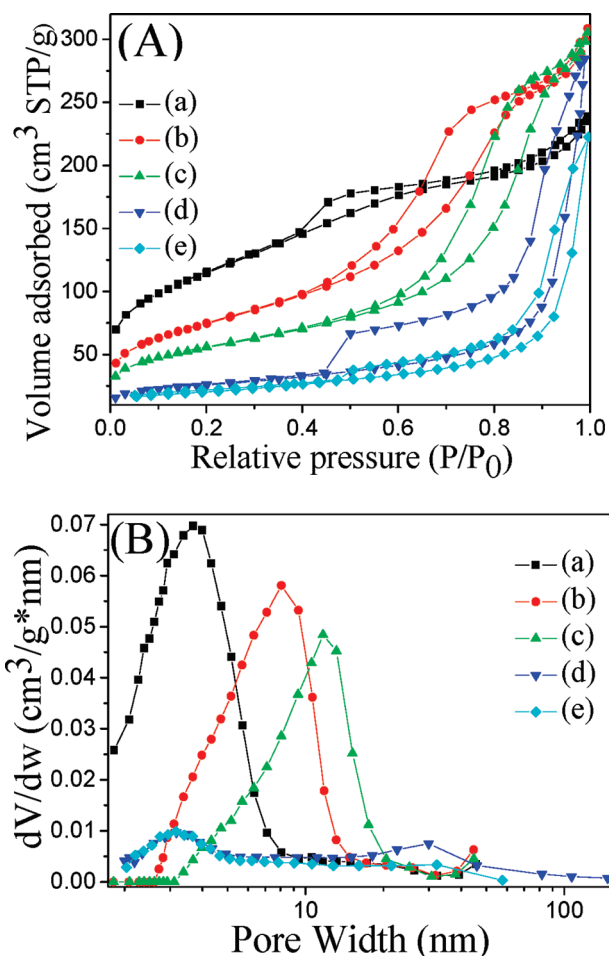 (A)
Volume adsorbed (cm³ STP/g)
300
250
200
150
100
50
(a)
(b)
(c)
(d)
(e)
0.0 0.2 0.4 0.6 0.8 1.0
Relative pressure (P/P₀)
(B)
dV/dw (cm³/g*nm)
0.07
0.06
0.05
0.04
0.03
0.02
0.01
0.00
(a)
(b)
(c)
(d)
(e)
10 100
Pore Width (nm)